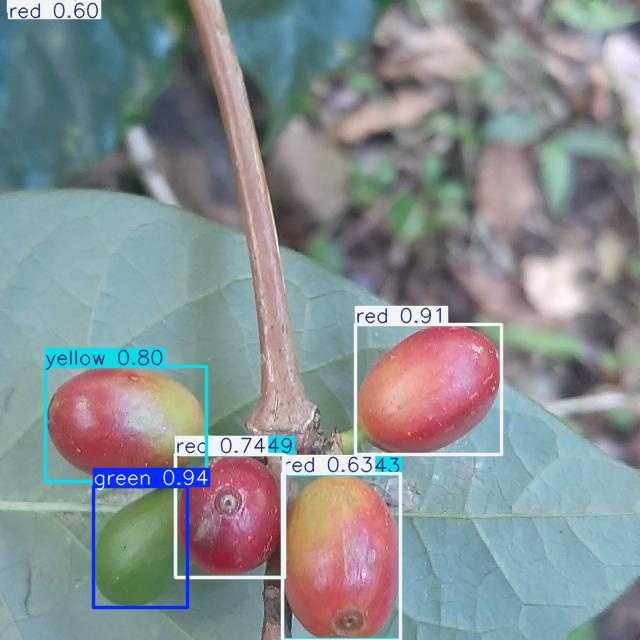 red 0.60
red 0.91
yellow 0.80
red 0.7449
red 0.6343
green 0.94